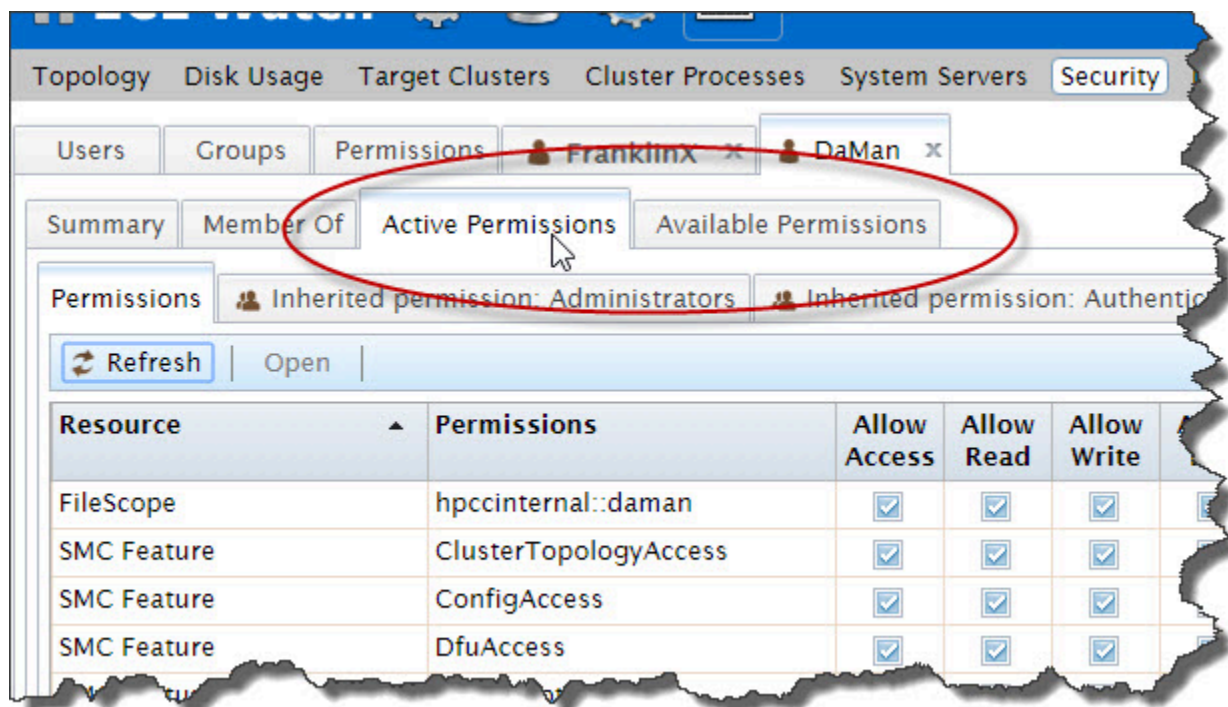 ECL Watch
Topology Disk Usage Target Clusters Cluster Processes System Servers Security
Users Groups Permissions FranklinX x DaMan x
Summary Member Of Active Permissions Available Permissions
Permissions Inherited permission: Administrators Inherited permission: Authentic
Refresh Open
Resource Permissions Allow Access Allow Read Allow Write
FileScope hpccinternal::daman
SMC Feature ClusterTopologyAccess
SMC Feature ConfigAccess
SMC Feature DfuAccess